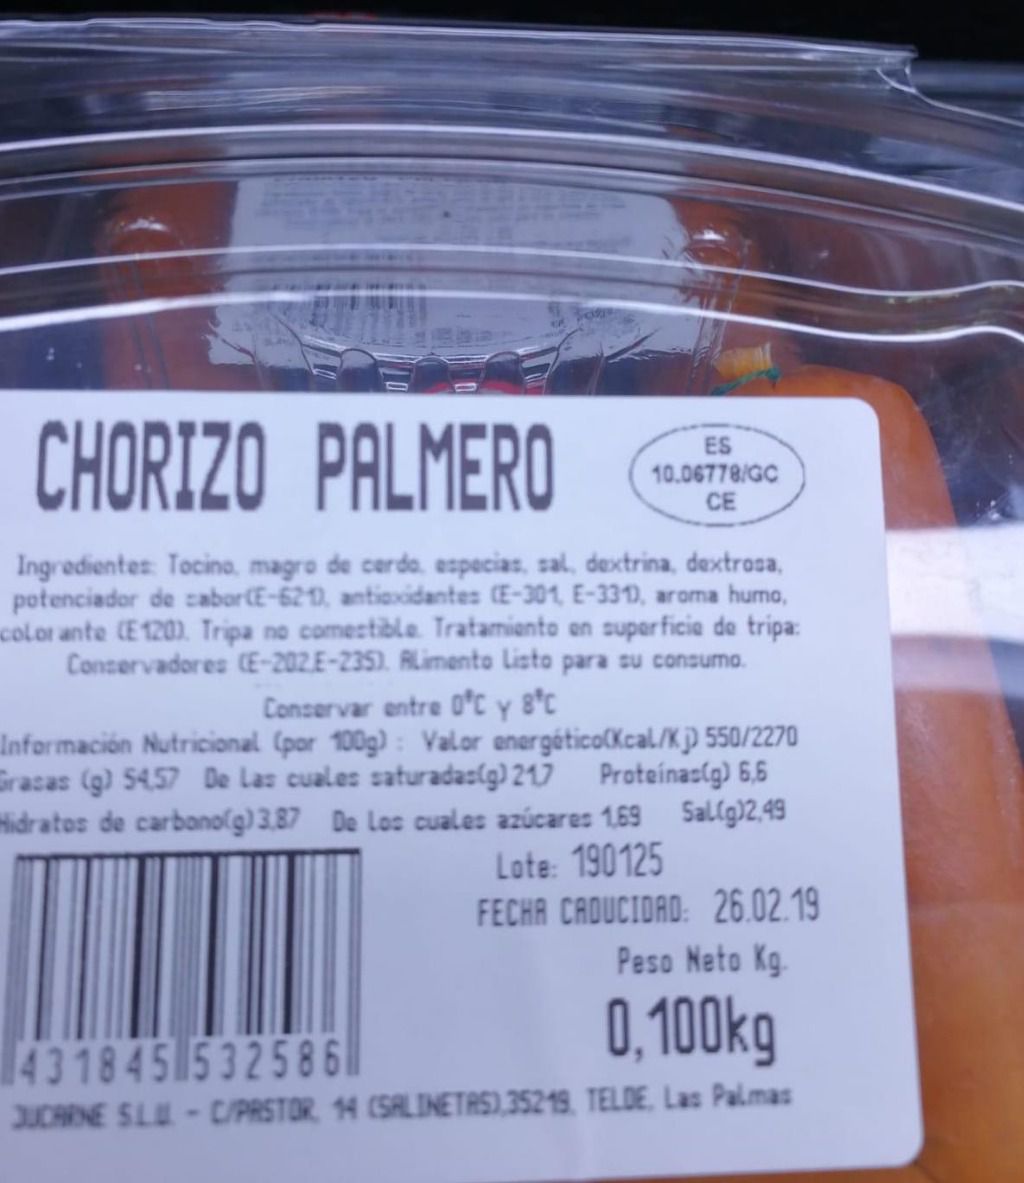 CHORIZO PALMERO
ES
10.06778/GC
CE
Ingredientes: Tocino, magro de cerdo, especias, sal, dextrina, dextrosa,
potenciador de sabor(E-621), antioxidantes (E-301, E-331), aroma humo,
colorante (E120). Tripa no comestible. Tratamiento en superficie de tripa:
Conservadores (E-202,E-235). Alimento Listo para su consumo.
Conservar entre 0ºC y 8ºC
Información Nutricional (por 100g) : Valor energético(Kcal/Kj) 550/2270
Grasas (g) 54,57 De Las cuales saturadas(g) 21,7 Proteínas(g) 6,6
Hidratos de carbono(g) 3,87 De Los cuales azúcares 1,69 Sal(g)2,49
Lote: 190125
FECHA CADUCIDAD: 26.02.19
Peso Neto Kg.
0,100kg
431845 532586
JUCARNE S.L.U. - C/PASTOR, 14 (SALINETAS),35219, TELDE, Las Palmas